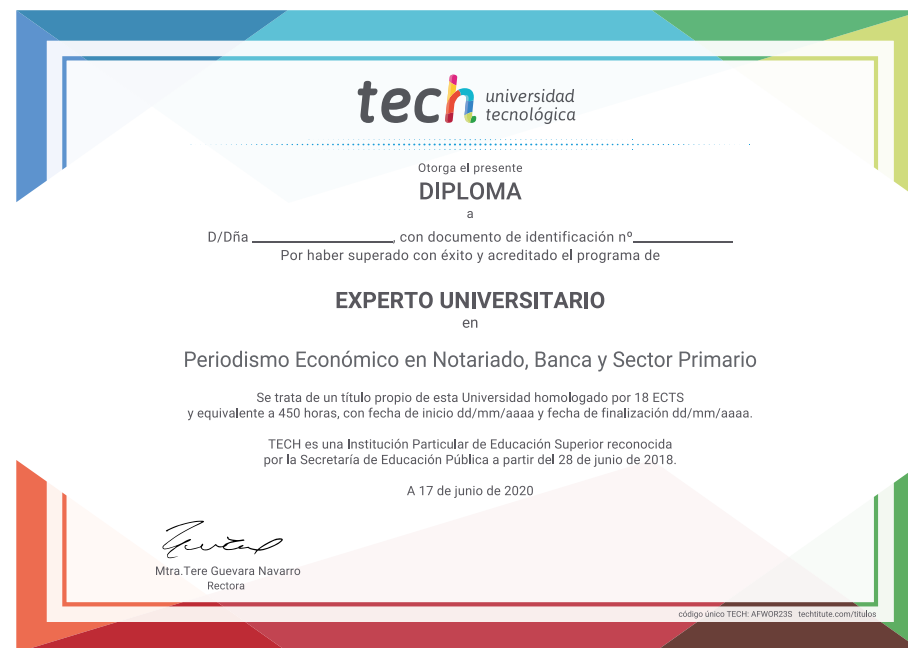 tech universidad
tecnológica
Otorga el presente
DIPLOMA
a
D/Dña ____________________, con documento de identificación nº______________
Por haber superado con éxito y acreditado el programa de
EXPERTO UNIVERSITARIO
en
Periodismo Económico en Notariado, Banca y Sector Primario
Se trata de un título propio de esta Universidad homologado por 18 ECTS
y equivalente a 450 horas, con fecha de inicio dd/mm/aaaa y fecha de finalización dd/mm/aaaa.
TECH es una Institución Particular de Educación Superior reconocida
por la Secretaría de Educación Pública a partir del 28 de junio de 2018.
A 17 de junio de 2020
Mtra.Tere Guevara Navarro
Rectora
código único TECH: AFWOR23S techtitute.com/titulos